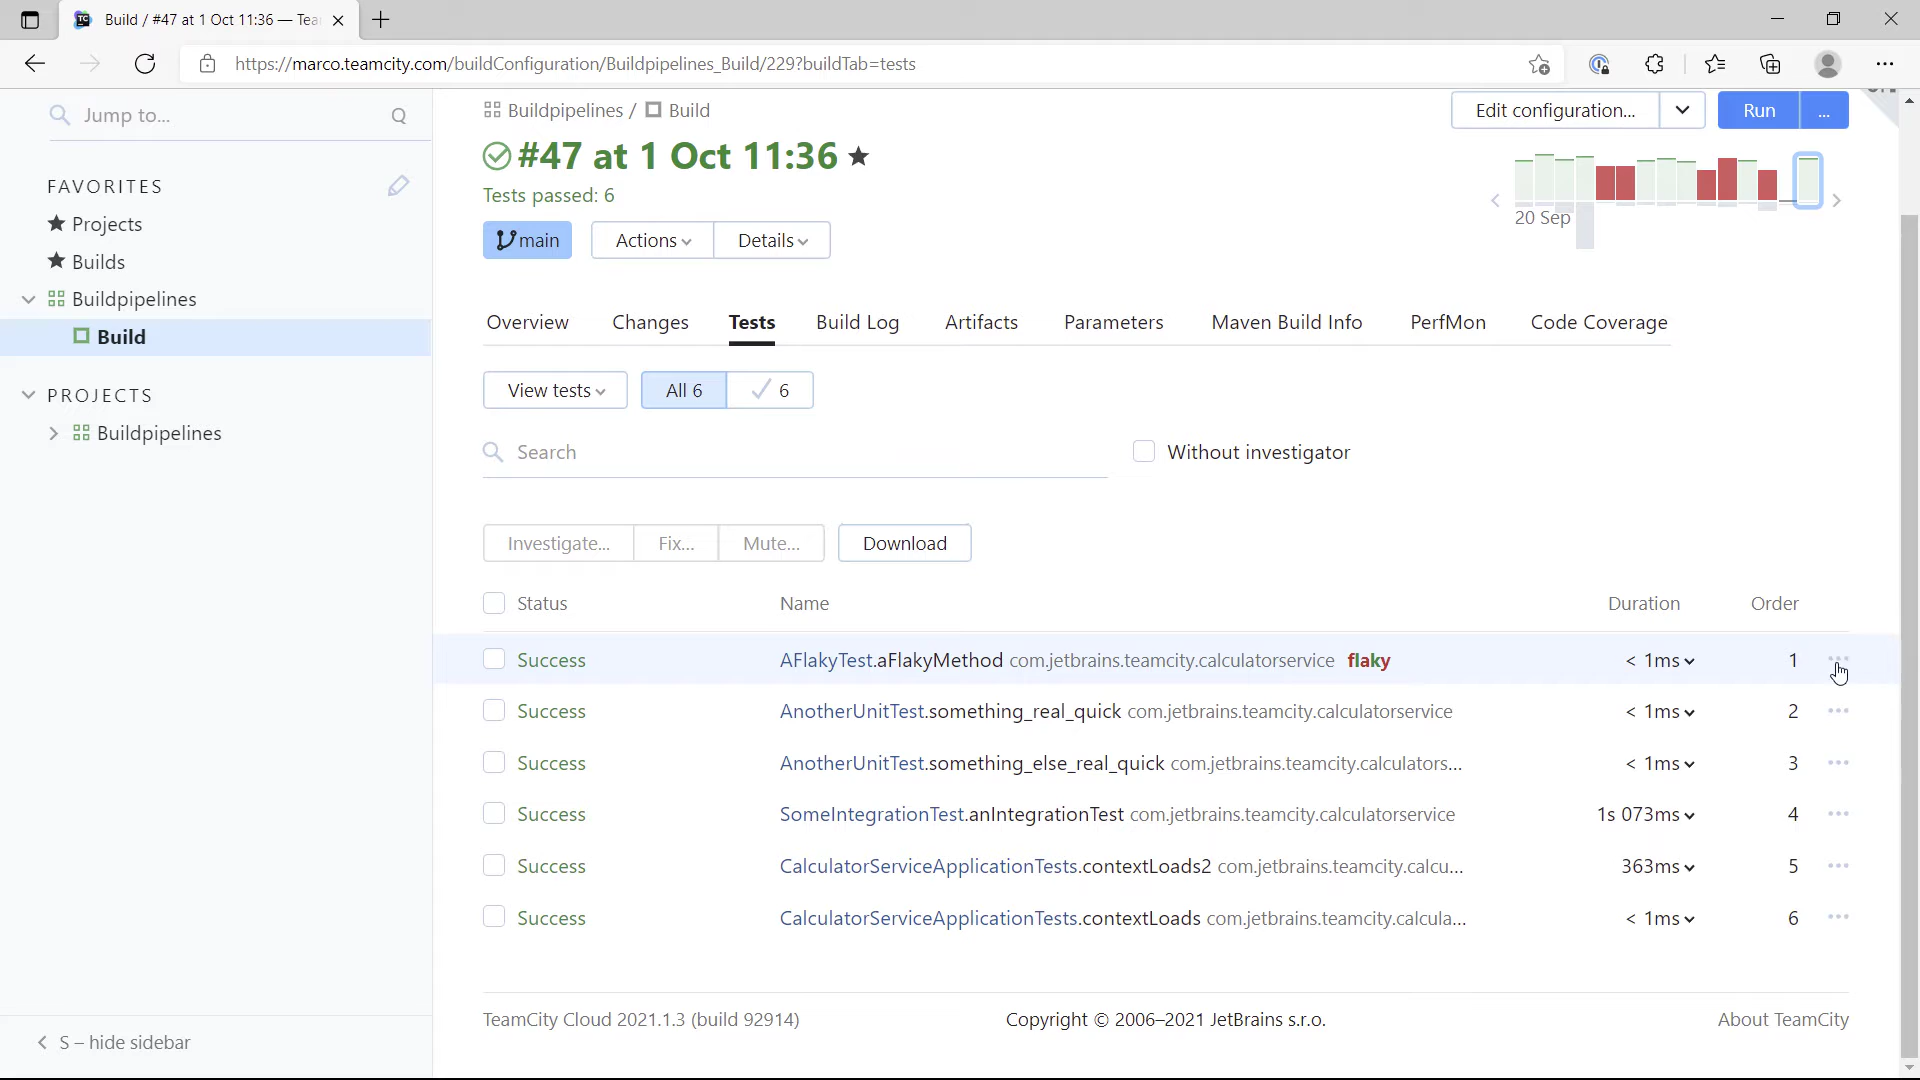 Build / #47 at 1 Oct 11:36 — Tea
https://marco.teamcity.com/buildConfiguration/Buildpipelines_Build/229?buildTab=tests
Jump to...
Q
FAVORITES
Projects
Builds
Buildpipelines
Build
PROJECTS
Buildpipelines
S – hide sidebar
Buildpipelines / Build
Edit configuration...
Run
...
#47 at 1 Oct 11:36
Tests passed: 6
20 Sep
main
Actions
Details
Overview
Changes
Tests
Build Log
Artifacts
Parameters
Maven Build Info
PerfMon
Code Coverage
View tests
All 6
6
Search
Without investigator
Investigate...
Fix...
Mute...
Download
Status Name Duration Order
Success AFlakyTest.aFlakyMethod com.jetbrains.teamcity.calculatorservice flaky < 1ms 1
Success AnotherUnitTest.something_real_quick com.jetbrains.teamcity.calculatorservice < 1ms 2
Success AnotherUnitTest.something_else_real_quick com.jetbrains.teamcity.calculators... < 1ms 3
Success SomeIntegrationTest.anIntegrationTest com.jetbrains.teamcity.calculatorservice 1s 073ms 4
Success CalculatorServiceApplicationTests.contextLoads2 com.jetbrains.teamcity.calcu... 363ms 5
Success CalculatorServiceApplicationTests.contextLoads com.jetbrains.teamcity.calcula... < 1ms 6
TeamCity Cloud 2021.1.3 (build 92914)
Copyright © 2006–2021 JetBrains s.r.o.
About TeamCity